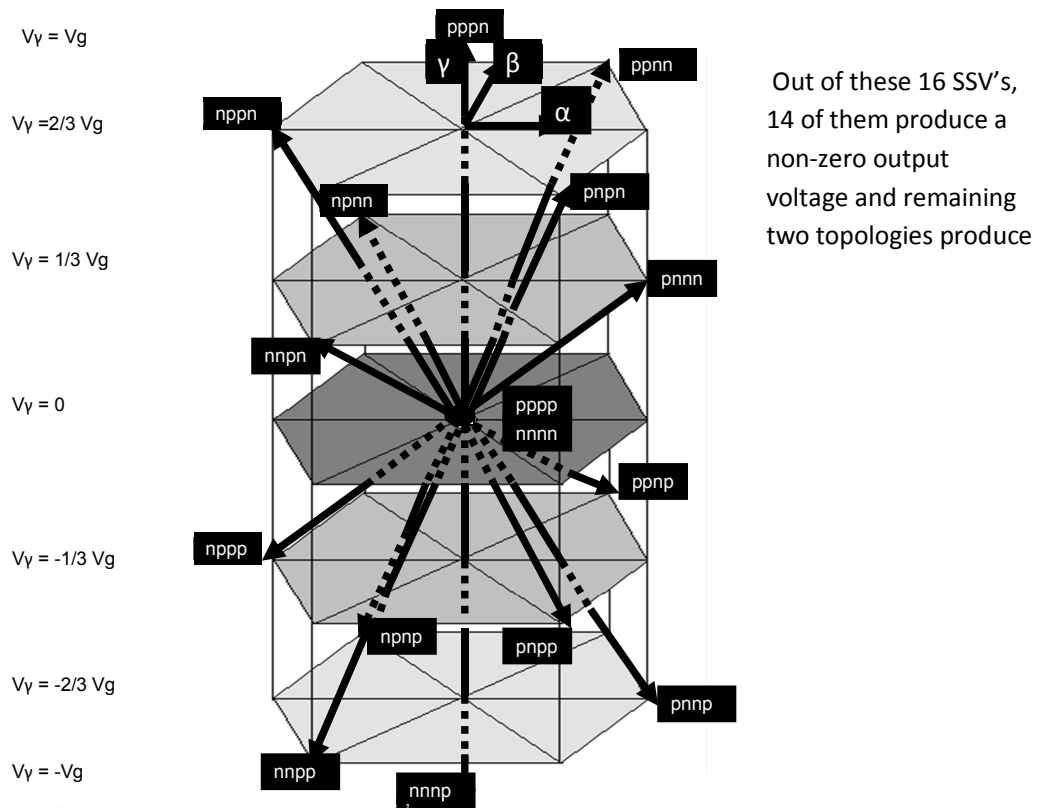 Vγ = Vg
Vγ =2/3 Vg
Vγ = 1/3 Vg
Vγ = 0
Vγ = -1/3 Vg
Vγ = -2/3 Vg
Vγ = -Vg
pppn
γ
β
α
ppnn
nppn
npnn
pnpn
pnnn
nnpn
pppp
nnnn
ppnp
nppp
npnp
pnpp
pnnp
nnpp
nnnp
Out of these 16 SSV’s,
14 of them produce a
non-zero output
voltage and remaining
two topologies produce